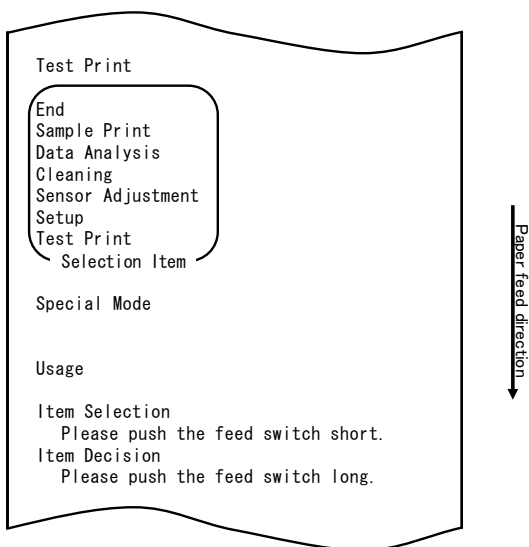 Test Print
End
Sample Print
Data Analysis
Cleaning
Sensor Adjustment
Setup
Test Print
Selection Item
Special Mode
Usage
Item Selection
Please push the feed switch short.
Item Decision
Please push the feed switch long.
Paper feed direction